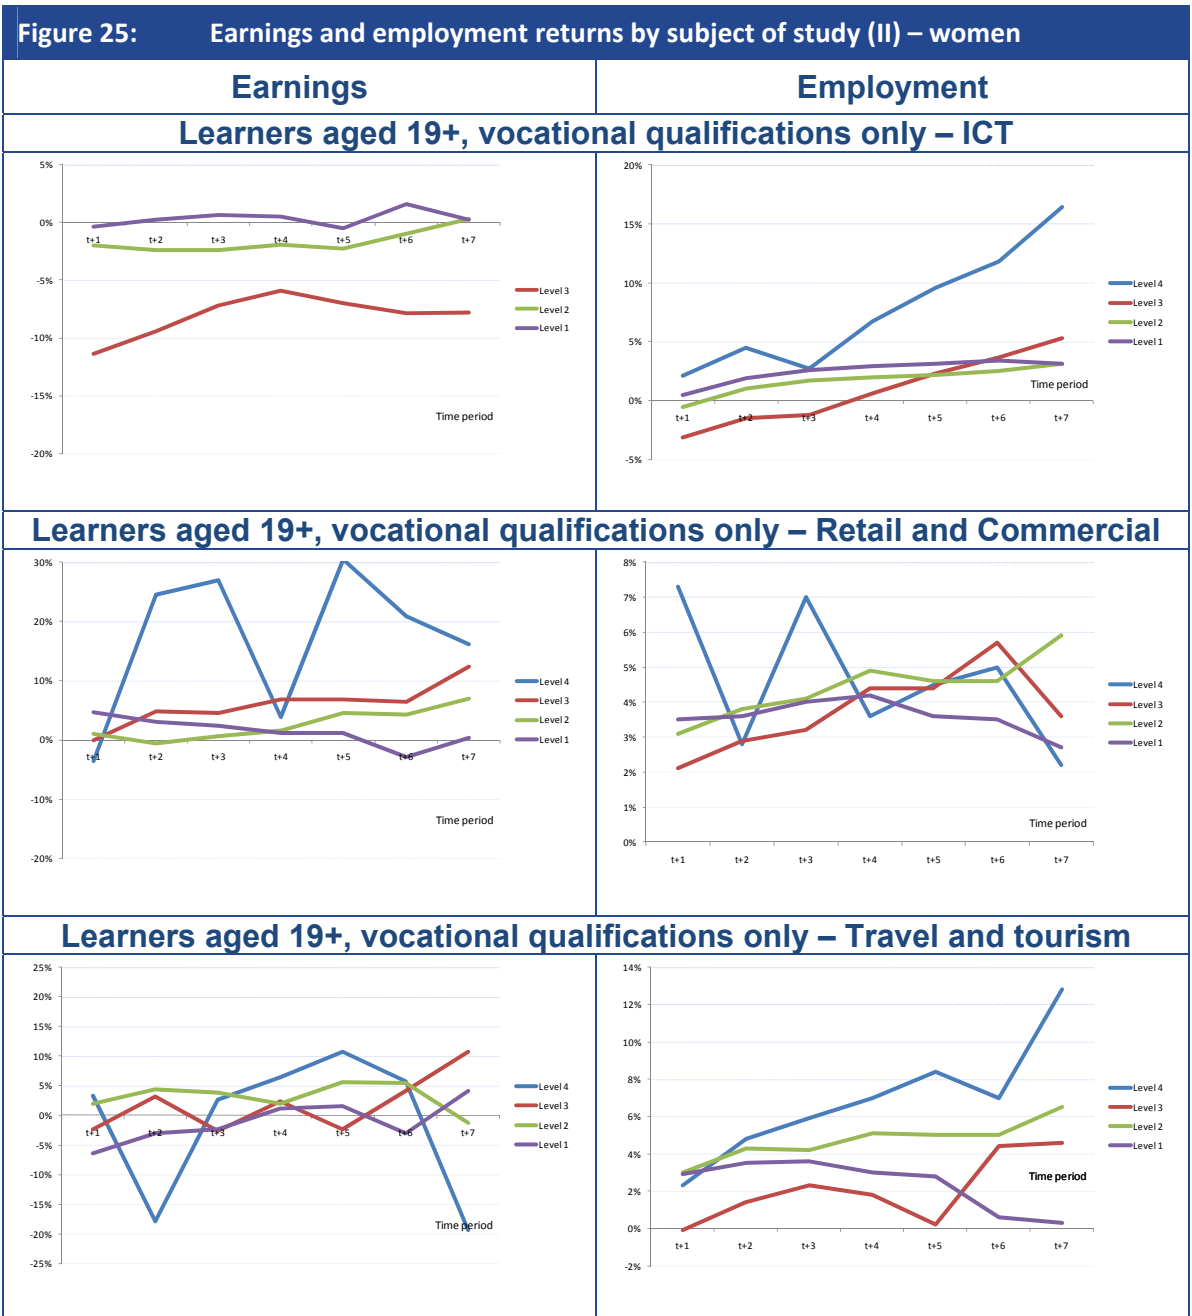 Figure 25: Earnings and employment returns by subject of study (II) – women
Earnings
Employment
Learners aged 19+, vocational qualifications only – ICT
5%
0%
-5%
-10%
-15%
-20%
t+1 t+2 t+3 t+4 t+5 t+6 t+7
Time period
Level 3
Level 2
Level 1
20%
15%
10%
5%
0%
-5%
t+1 t+2 t+3 t+4 t+5 t+6 t+7
Time period
Level 4
Level 3
Level 2
Level 1
Learners aged 19+, vocational qualifications only – Retail and Commercial
30%
20%
10%
0%
-10%
-20%
t+1 t+2 t+3 t+4 t+5 t+6 t+7
Time period
Level 4
Level 3
Level 2
Level 1
8%
7%
6%
5%
4%
3%
2%
1%
0%
t+1 t+2 t+3 t+4 t+5 t+6 t+7
Time period
Level 4
Level 3
Level 2
Level 1
Learners aged 19+, vocational qualifications only – Travel and tourism
25%
20%
15%
10%
5%
0%
-5%
-10%
-15%
-20%
-25%
t+1 t+2 t+3 t+4 t+5 t+6 t+7
Time period
Level 4
Level 3
Level 2
Level 1
14%
12%
10%
8%
6%
4%
2%
0%
-2%
t+1 t+2 t+3 t+4 t+5 t+6 t+7
Time period
Level 4
Level 3
Level 2
Level 1